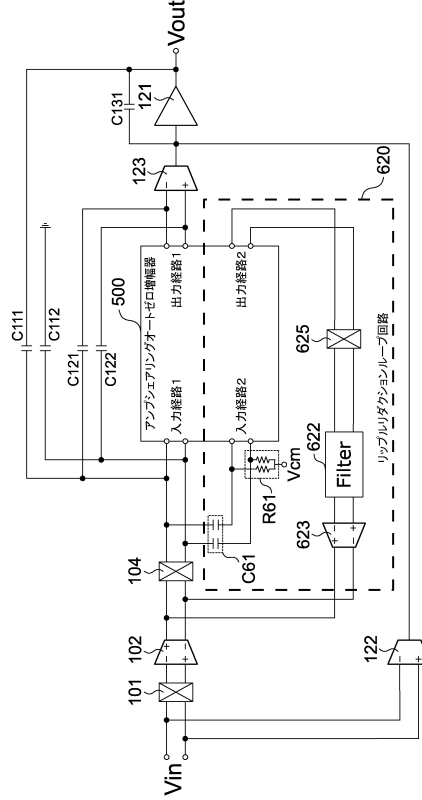 Vin
101
102
104
C111
C112
C121
C122
500
アンプシェアリングオートゼロ増幅器
入力経路1
出力経路1
入力経路2
出力経路2
123
C131
121
Vout
C61
R61
Vcm
620
623
622
Filter
625
リップルリダクションループ回路
122